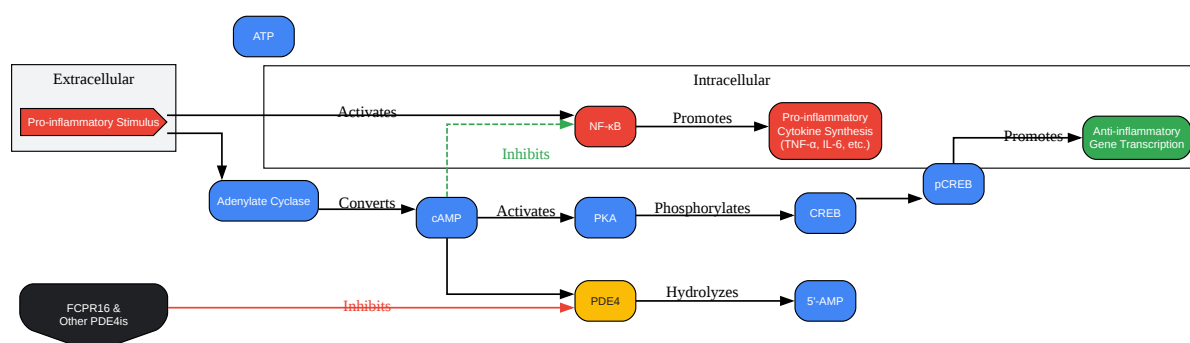 ATP
Extracellular
Intracellular
Pro-inflammatory Stimulus
Activates
NF-κB
Promotes
Pro-inflammatory
Cytokine Synthesis
(TNF-α, IL-6, etc.)
Promotes
Anti-inflammatory
Gene Transcription
Inhibits
pCREB
Adenylate Cyclase
Converts
cAMP
Activates
PKA
Phosphorylates
CREB
FCPR16 &
Other PDE4is
Inhibits
PDE4
Hydrolyzes
5'-AMP